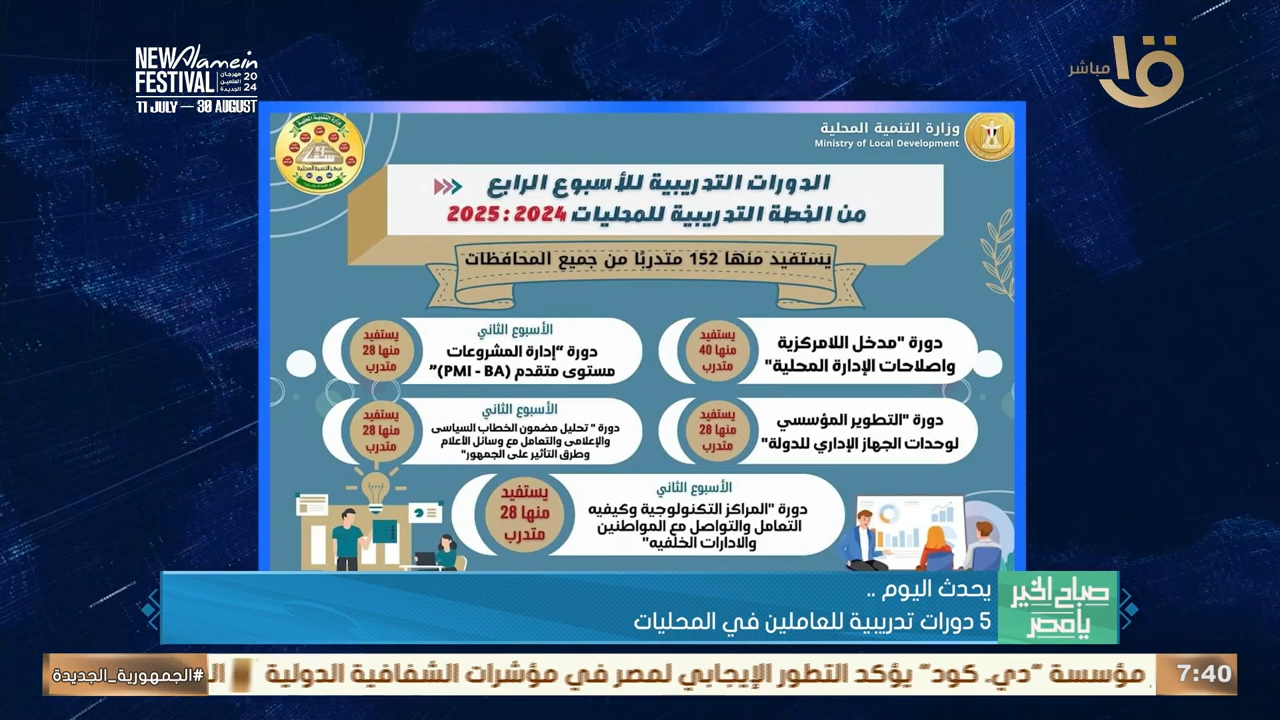 NEW Alamein
FESTIVAL
مهرجان
العلمين
الجديدة
20
24
11 JULY — 30 AUGUST
مباشر
وزارة التنمية المحلية
Ministry of Local Development
وزارة التنمية المحلية
سقارة
مركز التنمية المحلية
الدورات التدريبية للأسبوع الرابع
من الخطة التدريبية للمحليات 2024 : 2025
يستفيد منها 152 متدربًا من جميع المحافظات
دورة "مدخل اللامركزية
واصلاحات الإدارة المحلية"
يستفيد
منها 40
متدرب
الأسبوع الثاني
دورة “إدارة المشروعات
مستوى متقدم (PMI - BA)”
يستفيد
منها 28
متدرب
دورة "التطوير المؤسسي
لوحدات الجهاز الإداري للدولة"
يستفيد
منها 28
متدرب
الأسبوع الثاني
دورة " تحليل مضمون الخطاب السياسى
والإعلامى والتعامل مع وسائل الأعلام
وطرق التأثير على الجمهور"
يستفيد
منها 28
متدرب
الأسبوع الثاني
دورة "المراكز التكنولوجية وكيفيه
التعامل والتواصل مع المواطنين
والادارات الخلفيه"
يستفيد
منها 28
متدرب
صباح الخير
يا مصر
يحدث اليوم ..
5 دورات تدريبية للعاملين في المحليات
7:40
مؤسسة “دي. كود” يؤكد التطور الإيجابي لمصر في مؤشرات الشفافية الدولية
#الجمهورية_الجديدة